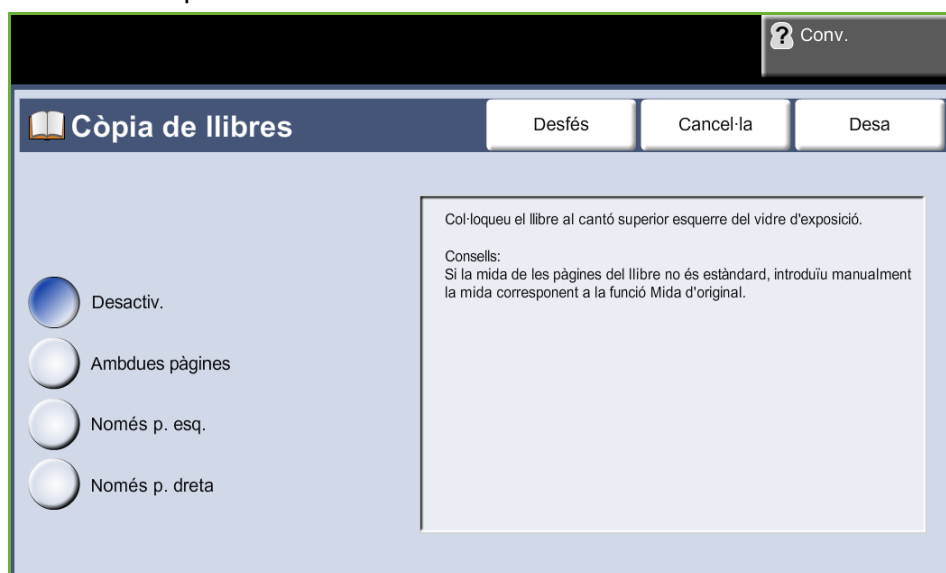 ? Conv.
Còpia de llibres
Desfés
Cancel·la
Desa
Col·loqueu el llibre al cantó superior esquerre del vidre d'exposició.
Consells:
Si la mida de les pàgines del llibre no és estàndard, introduïu manualment
la mida corresponent a la funció Mida d'original.
Desactiv.
Ambdues pàgines
Només p. esq.
Només p. dreta